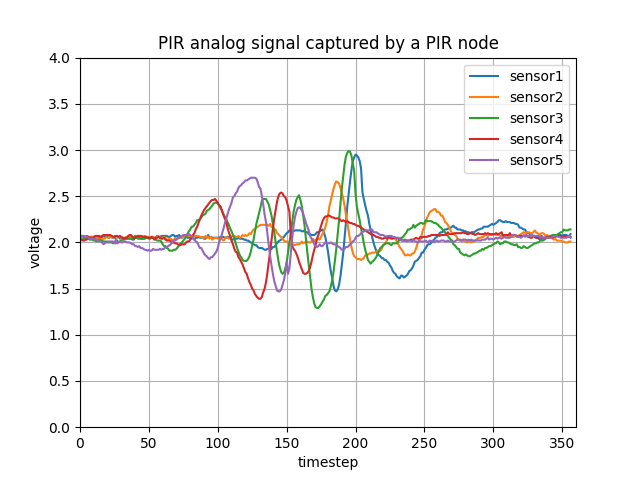 PIR analog signal captured by a PIR node
4.0
3.5
3.0
2.5
2.0
1.5
1.0
0.5
0.0
voltage
sensor1
sensor2
sensor3
sensor4
sensor5
0 50 100 150 200 250 300 350
timestep